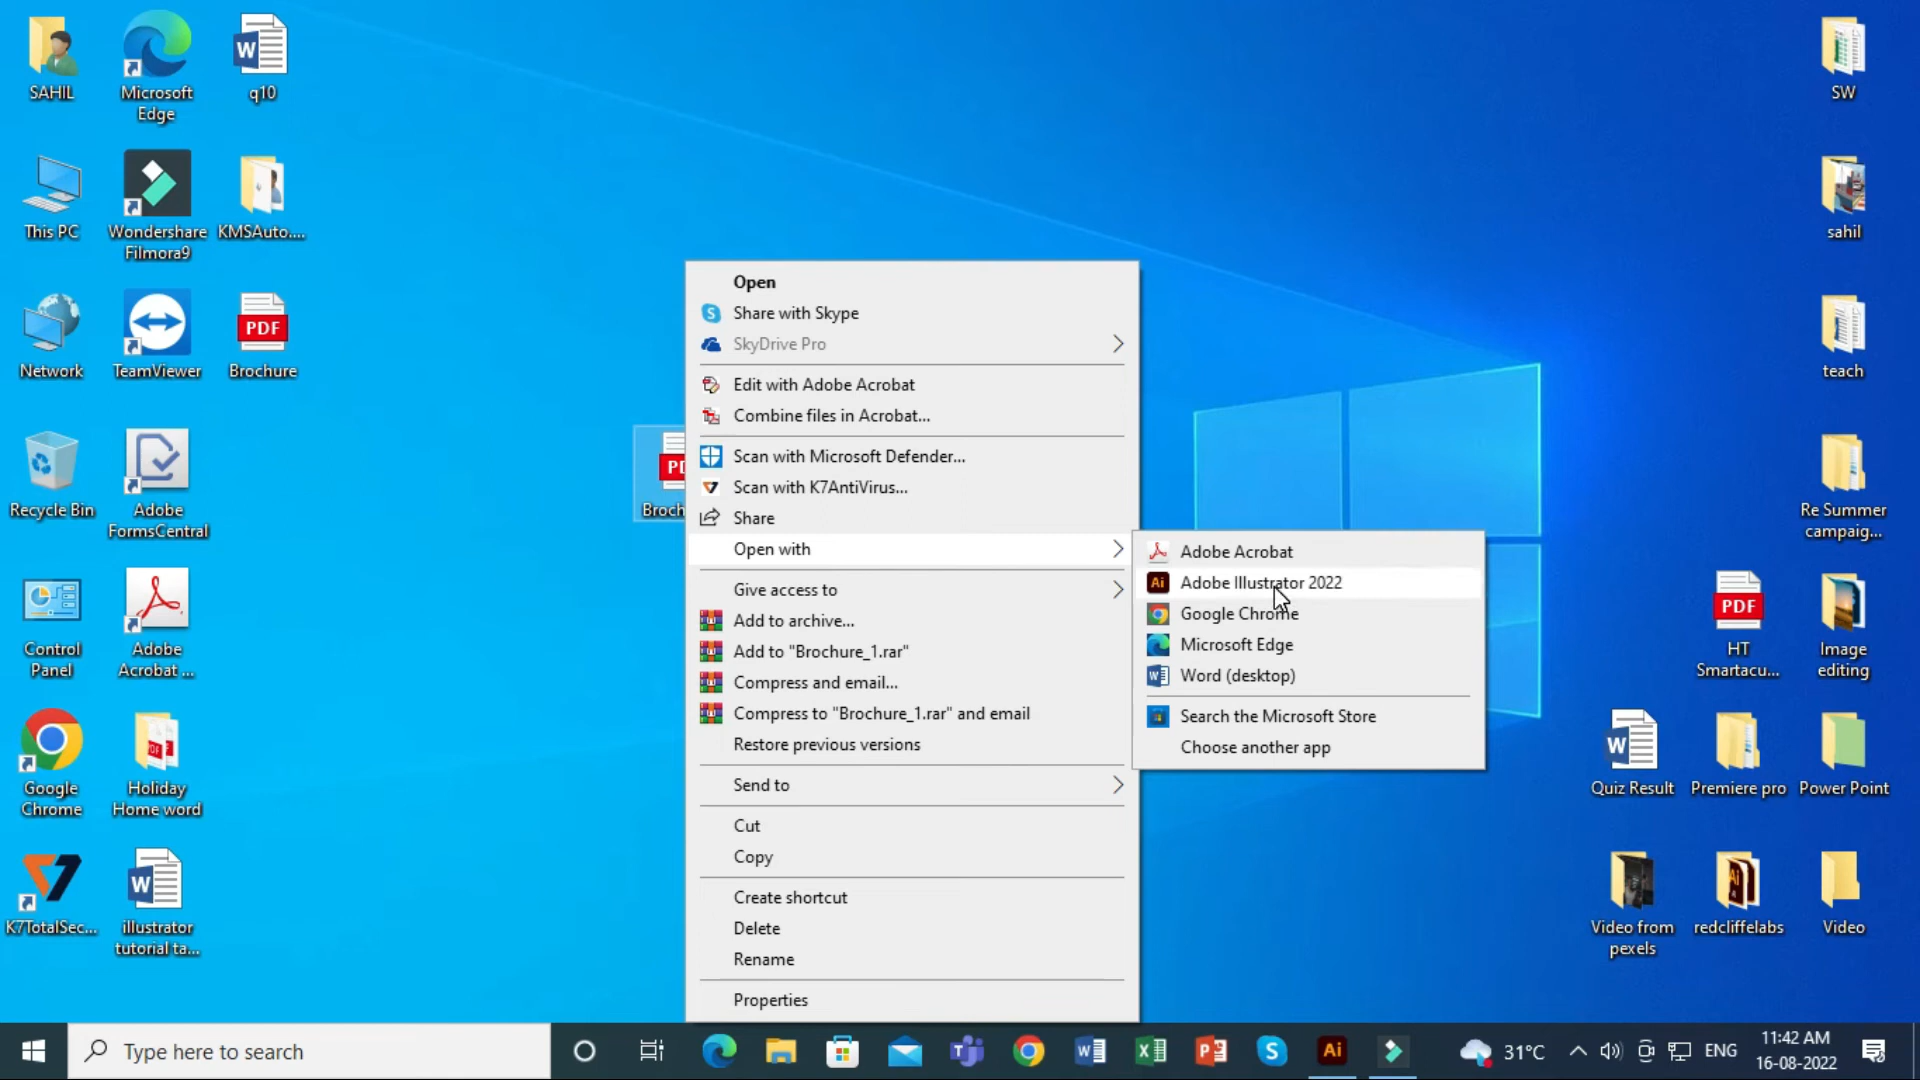 SAHIL
Microsoft
Edge
q10
This PC
Wondershare
Filmora9
KMSAuto....
Network
TeamViewer
PDF
Brochure
Recycle Bin
Adobe
FormsCentral
Control
Panel
Adobe
Acrobat ...
Google
Chrome
Holiday
Home word
K7TotalSec...
illustrator
tutorial ta...
Open
Share with Skype
SkyDrive Pro
Edit with Adobe Acrobat
Combine files in Acrobat...
Scan with Microsoft Defender...
Scan with K7AntiVirus...
Share
Open with
Give access to
Add to archive...
Add to "Brochure_1.rar"
Compress and email...
Compress to "Brochure_1.rar" and email
Restore previous versions
Send to
Cut
Copy
Create shortcut
Delete
Rename
Properties
Adobe Acrobat
Adobe Illustrator 2022
Google Chrome
Microsoft Edge
Word (desktop)
Search the Microsoft Store
Choose another app
SW
sahil
teach
Re Summer
campaig...
PDF
HT
Smartacu...
Image
editing
Quiz Result
Premiere pro
Power Point
Video from
pexels
redcliffelabs
Video
Type here to search
31°C
ENG
11:42 AM
16-08-2022